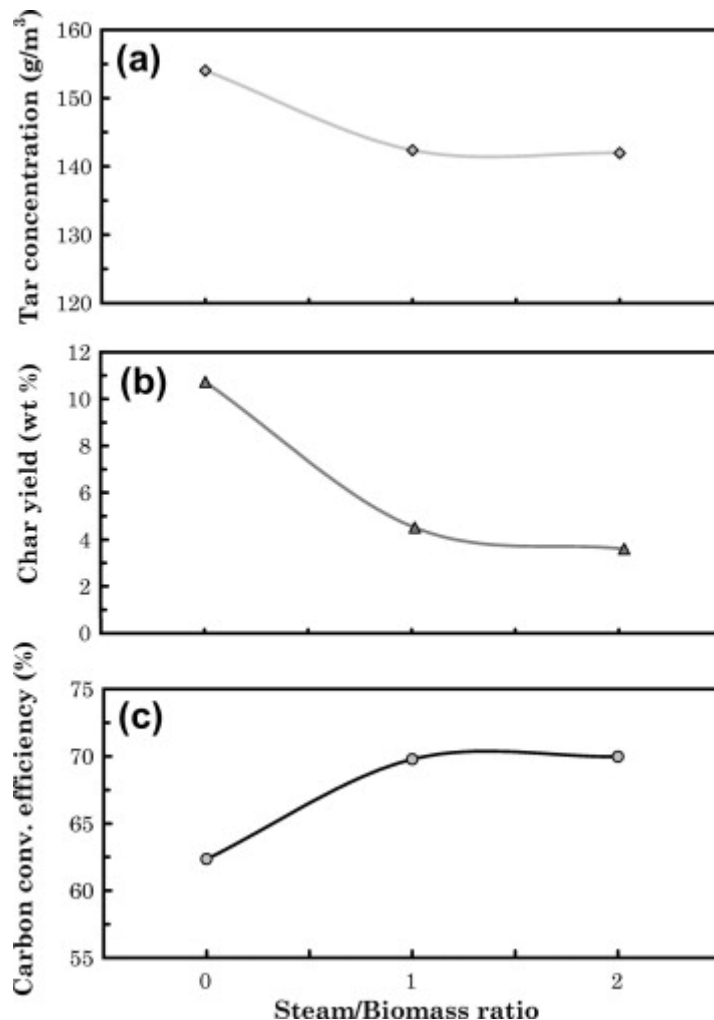 Tar concentration (g/m³)
(a)
160
150
140
130
120
Char yield (wt %)
(b)
12
10
8
6
4
2
0
Carbon conv. efficiency (%)
(c)
75
70
65
60
55
0 1 2
Steam/Biomass ratio